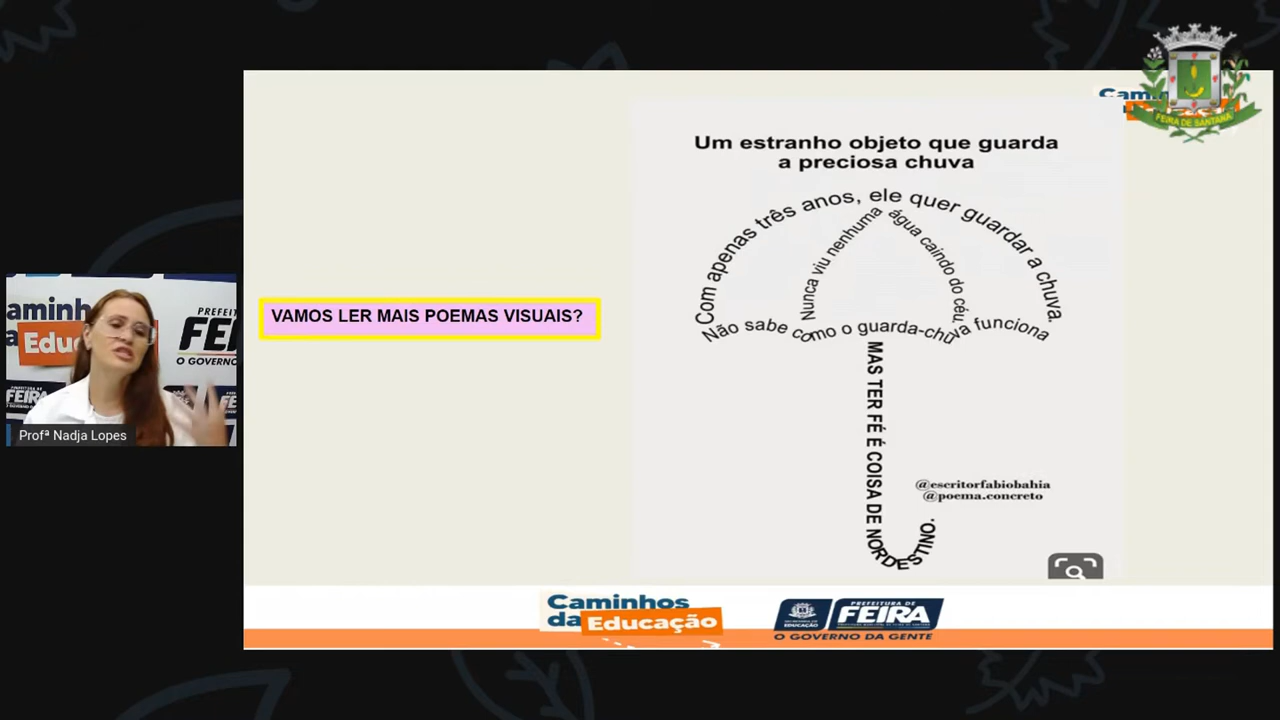 FEIRA DE SANTANA
Um estranho objeto que guarda
a preciosa chuva
Com apenas três anos, ele quer guardar a chuva.
Nunca viu nenhuma
água caindo do céu,
Não sabe como o guarda-chuva funciona
MAS TER FÉ É COISA DE NORDESTINO.
@escritorfabiobahia
@poema.concreto
VAMOS LER MAIS POEMAS VISUAIS?
Profª Nadja Lopes
Caminhos
da Educação
SECRETARIA DE
EDUCAÇÃO
PREFEITURA DE
FEIRA
O GOVERNO DA GENTE